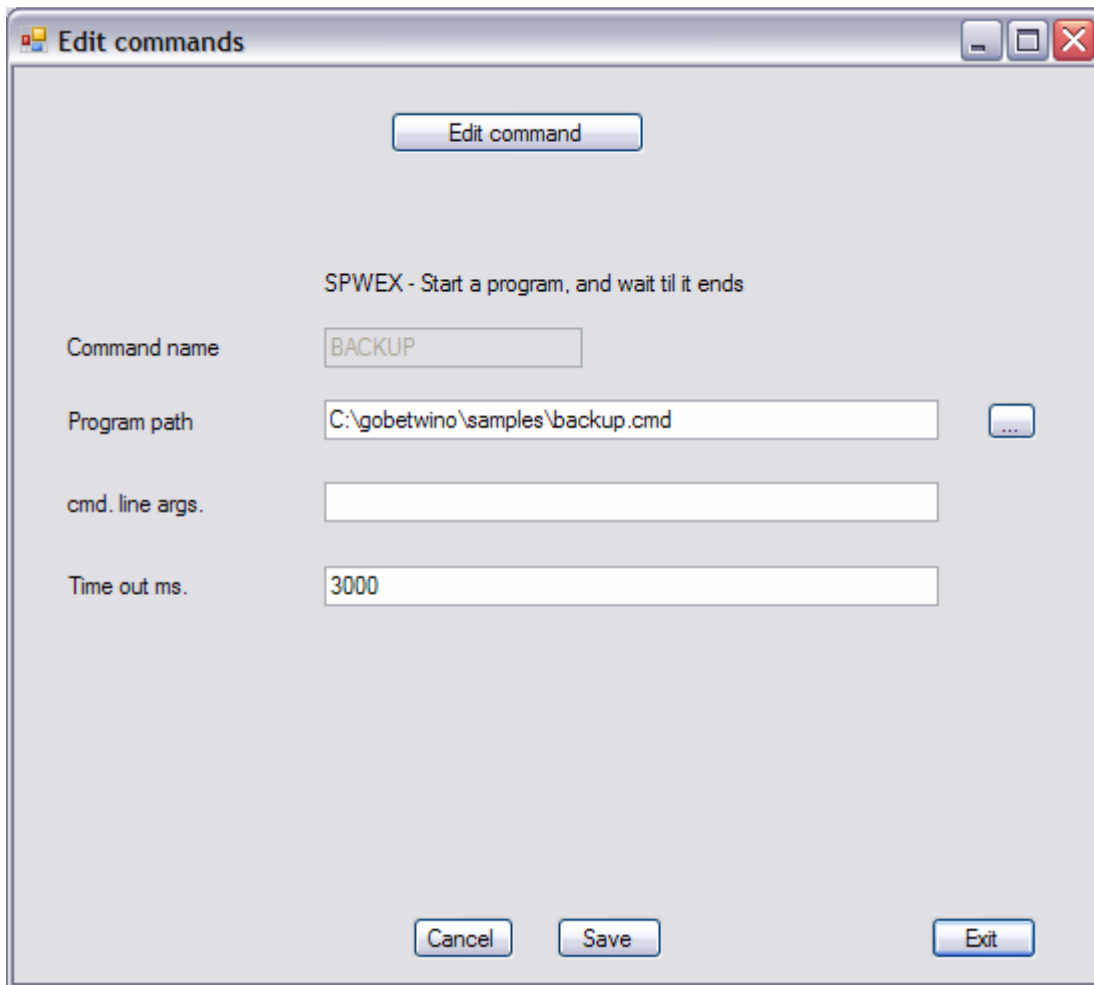 Edit commands
Edit command
SPWEX - Start a program, and wait til it ends
Command name BACKUP
Program path C:\gobetwino\samples\backup.cmd ...
cmd. line args.
Time out ms. 3000
Cancel Save Exit